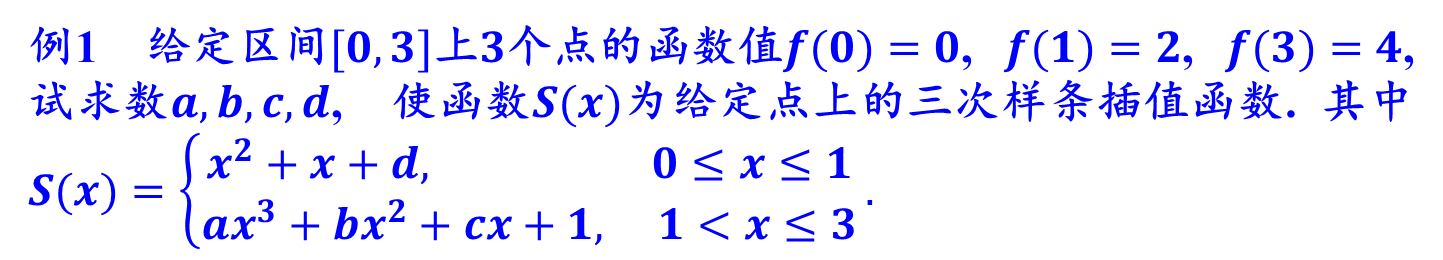 例1 给定区间[0,3]上3个点的函数值f(0) = 0, f(1) = 2, f(3) = 4,
试求数a,b,c,d, 使函数S(x)为给定点上的三次样条插值函数. 其中
S(x) = { x² + x + d, 0 ≤ x ≤ 1
ax³ + bx² + cx + 1, 1 < x ≤ 3 .